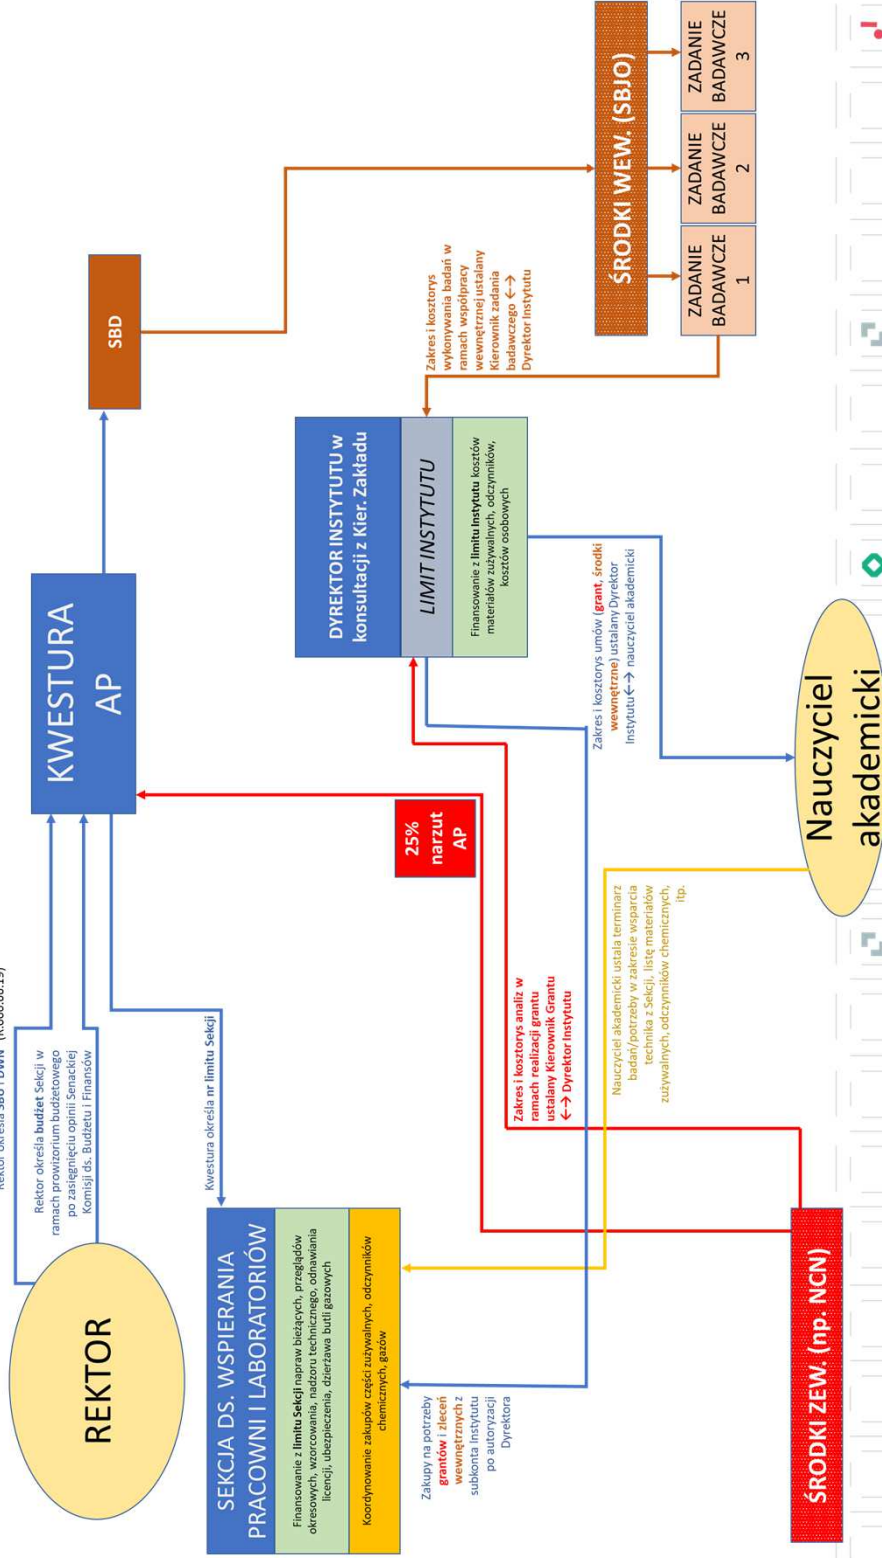 Rektor określa SBU i DWN
REKTOR
Rektor określa budżet Sekcji w
ramach prowizorium budżetowego
po zasięgnięciu opinii Senackiej
Komisji ds. Budżetu i Finansów
KWESTURA
AP
SBD
Kwestura określa nr limitu Sekcji
SEKCJA DS. WSPIERANIA
PRACOWNI I LABORATORIÓW
Finansowanie z limitu Sekcji napraw bieżących, przeglądów
okresowych, wzorcowania, nadzoru technicznego, odnawiania
licencji, ubezpieczenia, dzierżawa butli gazowych
Koordynowanie zakupów części zużywalnych, odczynników
chemicznych, gazów
25%
narzut
AP
DYREKTOR INSTYTUTU w
konsultacji z Kier. Zakładu
LIMIT INSTYTUTU
Finansowanie z limitu Instytutu kosztów
materiałów zużywalnych, odczynników,
kosztów osobowych
Zakres i kosztorys
wykonywania badań w
ramach współpracy
wewnętrznej ustalany
Kierownik zadania
badawczego ←→
Dyrektor Instytutu
Zakupy na potrzeby
grantów i zleceń
wewnętrznych z
subkonta Instytutu
po autoryzacji
Dyrektora
Zakres i kosztorys analiz w
ramach realizacji grantu
ustalany Kierownik Grantu
←→ Dyrektor Instytutu
Zakres i kosztorys umów (grant, środki
wewnętrzne) ustalany Dyrektor
Instytutu←→ nauczyciel akademicki
Nauczyciel akademicki ustala terminarz
badań/potrzeby w zakresie wsparcia
technika z Sekcji, listę materiałów
zużywalnych, odczynników chemicznych,
itp.
ŚRODKI WEW. (SBJO)
ZADANIE
BADAWCZE
1
ZADANIE
BADAWCZE
2
ZADANIE
BADAWCZE
3
ŚRODKI ZEW. (np. NCN)
Nauczyciel
akademicki